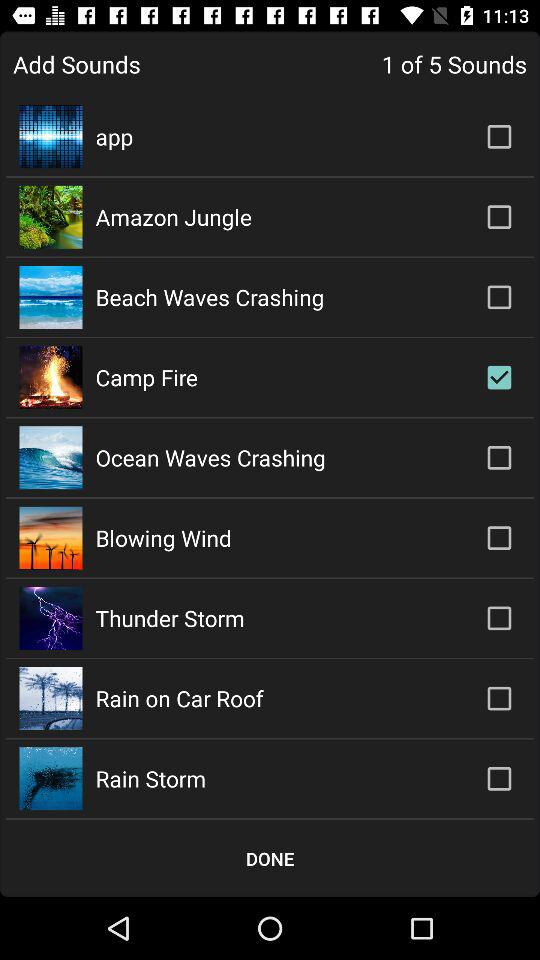 11:13
Add Sounds 1 of 5 Sounds
app
Amazon Jungle
Beach Waves Crashing
Camp Fire
Ocean Waves Crashing
Blowing Wind
Thunder Storm
Rain on Car Roof
Rain Storm
DONE